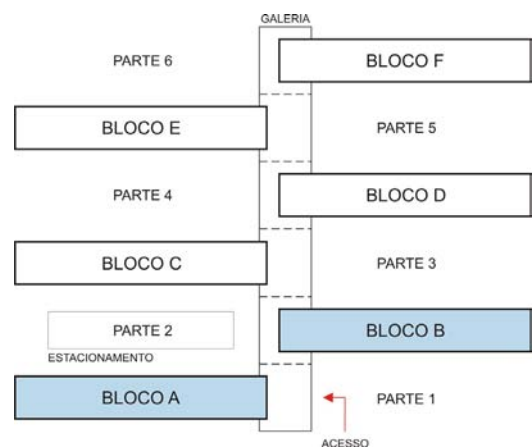 GALERIA
PARTE 6
BLOCO F
BLOCO E
PARTE 5
PARTE 4
BLOCO D
BLOCO C
PARTE 3
PARTE 2
BLOCO B
ESTACIONAMENTO
BLOCO A
PARTE 1
ACESSO